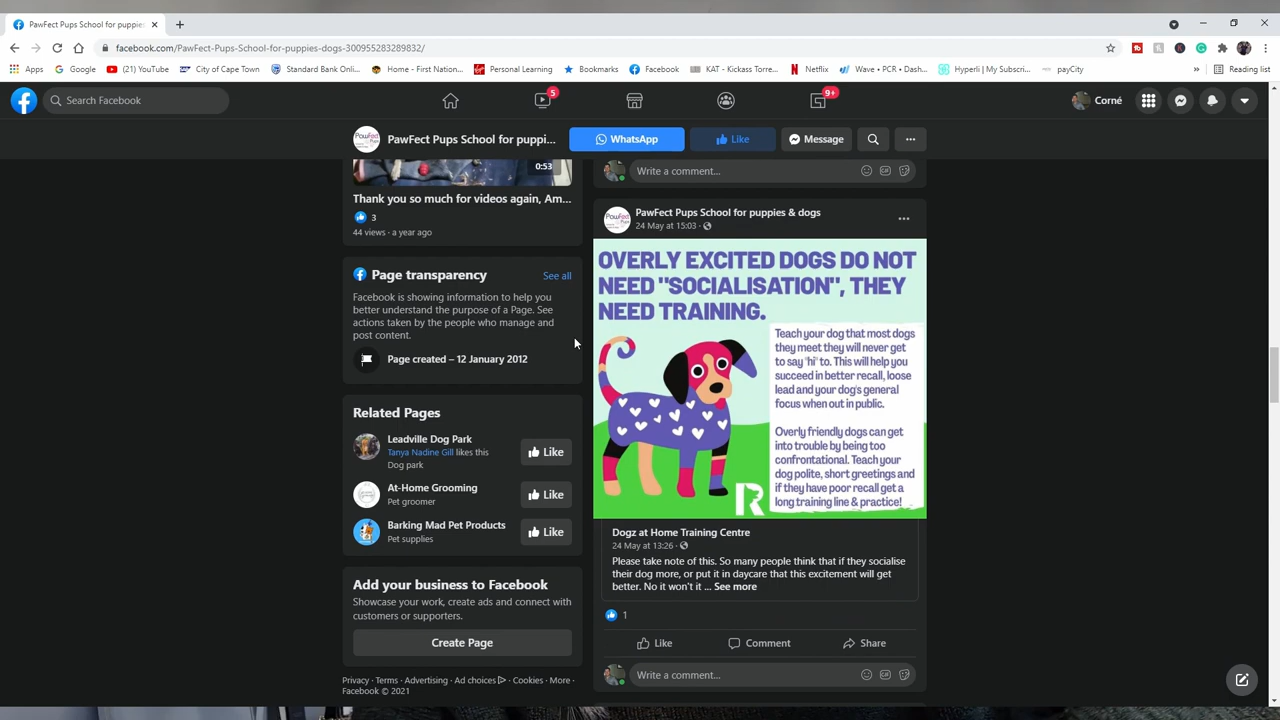 PawFect Pups School for puppies
facebook.com/PawFect-Pups-School-for-puppies-dogs-300955283289832/
Apps
Google
(21) YouTube
City of Cape Town
Standard Bank Onli...
Home - First Nation...
Personal Learning
Bookmarks
Facebook
KAT - Kickass Torre...
Netflix
Wave • PCR • Dash...
Hyperli | My Subscri...
payCity
»
Reading list
Search Facebook
5
9+
Corné
PawFect Pups School for puppi...
WhatsApp
Like
Message
0:53
Thank you so much for videos again, Am...
3
44 views · a year ago
Page transparency
See all
Facebook is showing information to help you
better understand the purpose of a Page. See
actions taken by the people who manage and
post content.
Page created – 12 January 2012
Related Pages
Leadville Dog Park
Tanya Nadine Gill likes this
Dog park
Like
At-Home Grooming
Pet groomer
Like
Barking Mad Pet Products
Pet supplies
Like
Add your business to Facebook
Showcase your work, create ads and connect with
customers or supporters.
Create Page
Privacy · Terms · Advertising · Ad choices · Cookies · More ·
Facebook © 2021
Write a comment...
PawFect Pups School for puppies & dogs
24 May at 15:03 ·
OVERLY EXCITED DOGS DO NOT
NEED "SOCIALISATION", THEY
NEED TRAINING.
Teach your dog that most dogs
they meet they will never get
to say 'hi' to. This will help you
succeed in better recall, loose
lead and your dog's general
focus when out in public.
Overly friendly dogs can get
into trouble by being too
confrontational. Teach your
dog polite, short greetings and
if they have poor recall get a
long training line & practice!
R
Dogz at Home Training Centre
24 May at 13:26 ·
Please take note of this. So many people think that if they socialise
their dog more, or put it in daycare that this excitement will get
better. No it won't it ... See more
1
Like
Comment
Share
Write a comment...